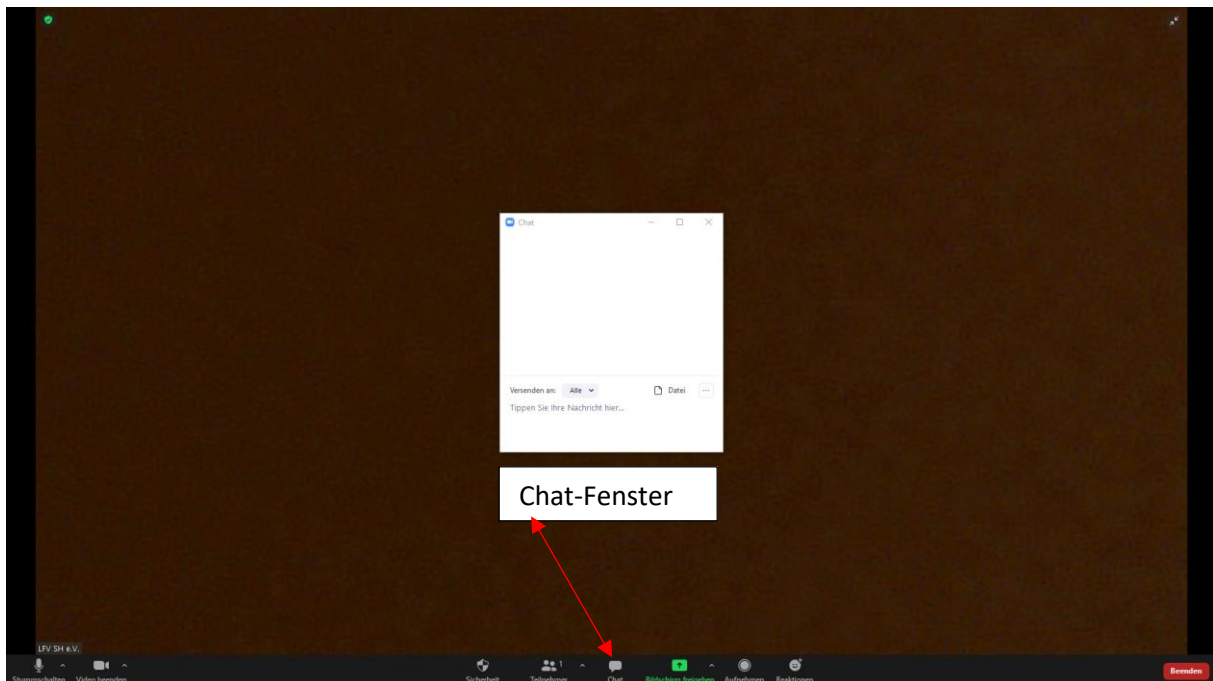 Chat
Versenden an: Alle
Datei
Tippen Sie Ihre Nachricht hier...
Chat-Fenster
LFV SH e.V.
1
Stummschalten Video beenden Sicherheit Teilnehmer Chat Bildschirm freigeben Aufnehmen Reaktionen Beenden